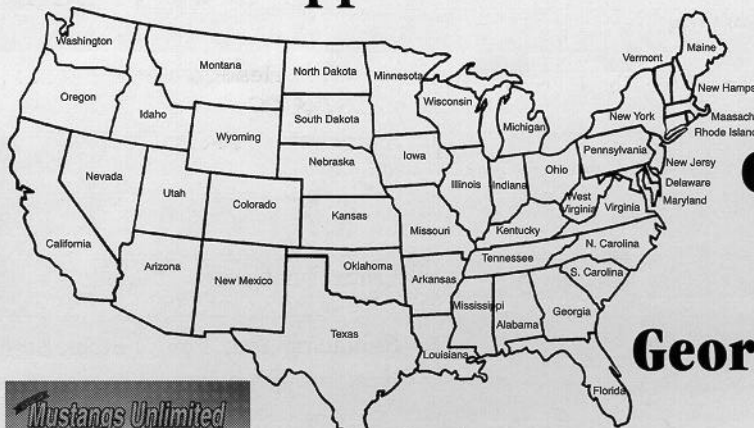 pp
Washington
Montana
North Dakota
Minnesota
Vermont
Maine
Oregon
Idaho
Wisconsin
New Hamps
South Dakota
New York
Maasach
Wyoming
Michigan
Rhode Island
Iowa
Pennsylvania
Nebraska
New Jersy
Nevada
Illinois
Indiana
Ohio
Utah
Delaware
Colorado
West
Virginia
Virginia
Maryland
Kansas
Missouri
Kentucky
California
N. Carolina
Tennessee
Arizona
Oklahoma
S. Carolina
New Mexico
Arkansas
Mississippi
Georgia
Texas
Alabama
Louisiana
Geor
Florida
Mustangs Unlimited